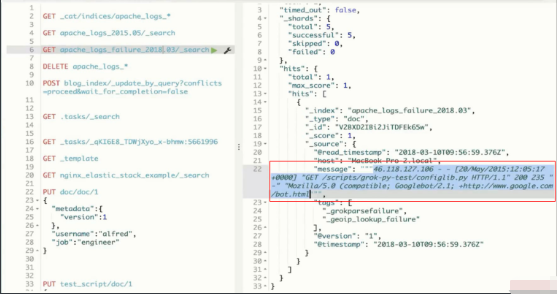 1
2 GET _cat/indices/apache_logs_*
3
4 GET apache_logs_2015.05/_search
5
6 GET apache_logs_failure_2018.03/_search
7
8 DELETE apache_logs_*
9
10 POST blog_index/_update_by_query?conflicts
=proceed&wait_for_completion=false
11
12
13 GET .tasks/_search
14
15
16 GET _tasks/_qKI6E8_TDWjXyo_x-bhmw:5661996
17
18 GET _template
19
20 GET nginx_elastic_stack_example/_search
21
22 PUT doc/doc/1
23 {
24 "metadata":{
25 "version":1
26 },
27 "username":"alfred",
28 "job":"engineer"
29 }
30
31
32
33 PUT test_script/doc/1
3 "timed_out": false,
4 "_shards": {
5 "total": 5,
6 "successful": 5,
7 "skipped": 0,
8 "failed": 0
9 },
10 "hits": {
11 "total": 1,
12 "max_score": 1,
13 "hits": [
14 {
15 "_index": "apache_logs_failure_2018.03",
16 "_type": "doc",
17 "_id":
18 "_score": 1,
19 "_source": {
20 "@read_timestamp": "2018-03-10T09:56:59.376Z",
21 "host": "MacBook-Pro-2.local",
22 "message": """46.118.127.106 - - [20/May/2015:12:05:17
+0000] "GET /scripts/grok-py-test/configlib.py HTTP/1.1" 200 235 "
-" "Mozilla/5.0 (compatible; Googlebot/2.1; +http://www.google.com
/bot.html""",
23 "tags": [
24 "_grokparsefailure",
25 "_geoip_lookup_failure"
26 ],
27 "@version": "1",
28 "@timestamp": "2018-03-10T09:56:59.376Z"
29 }
30 }
31 ]
32 }
33 }